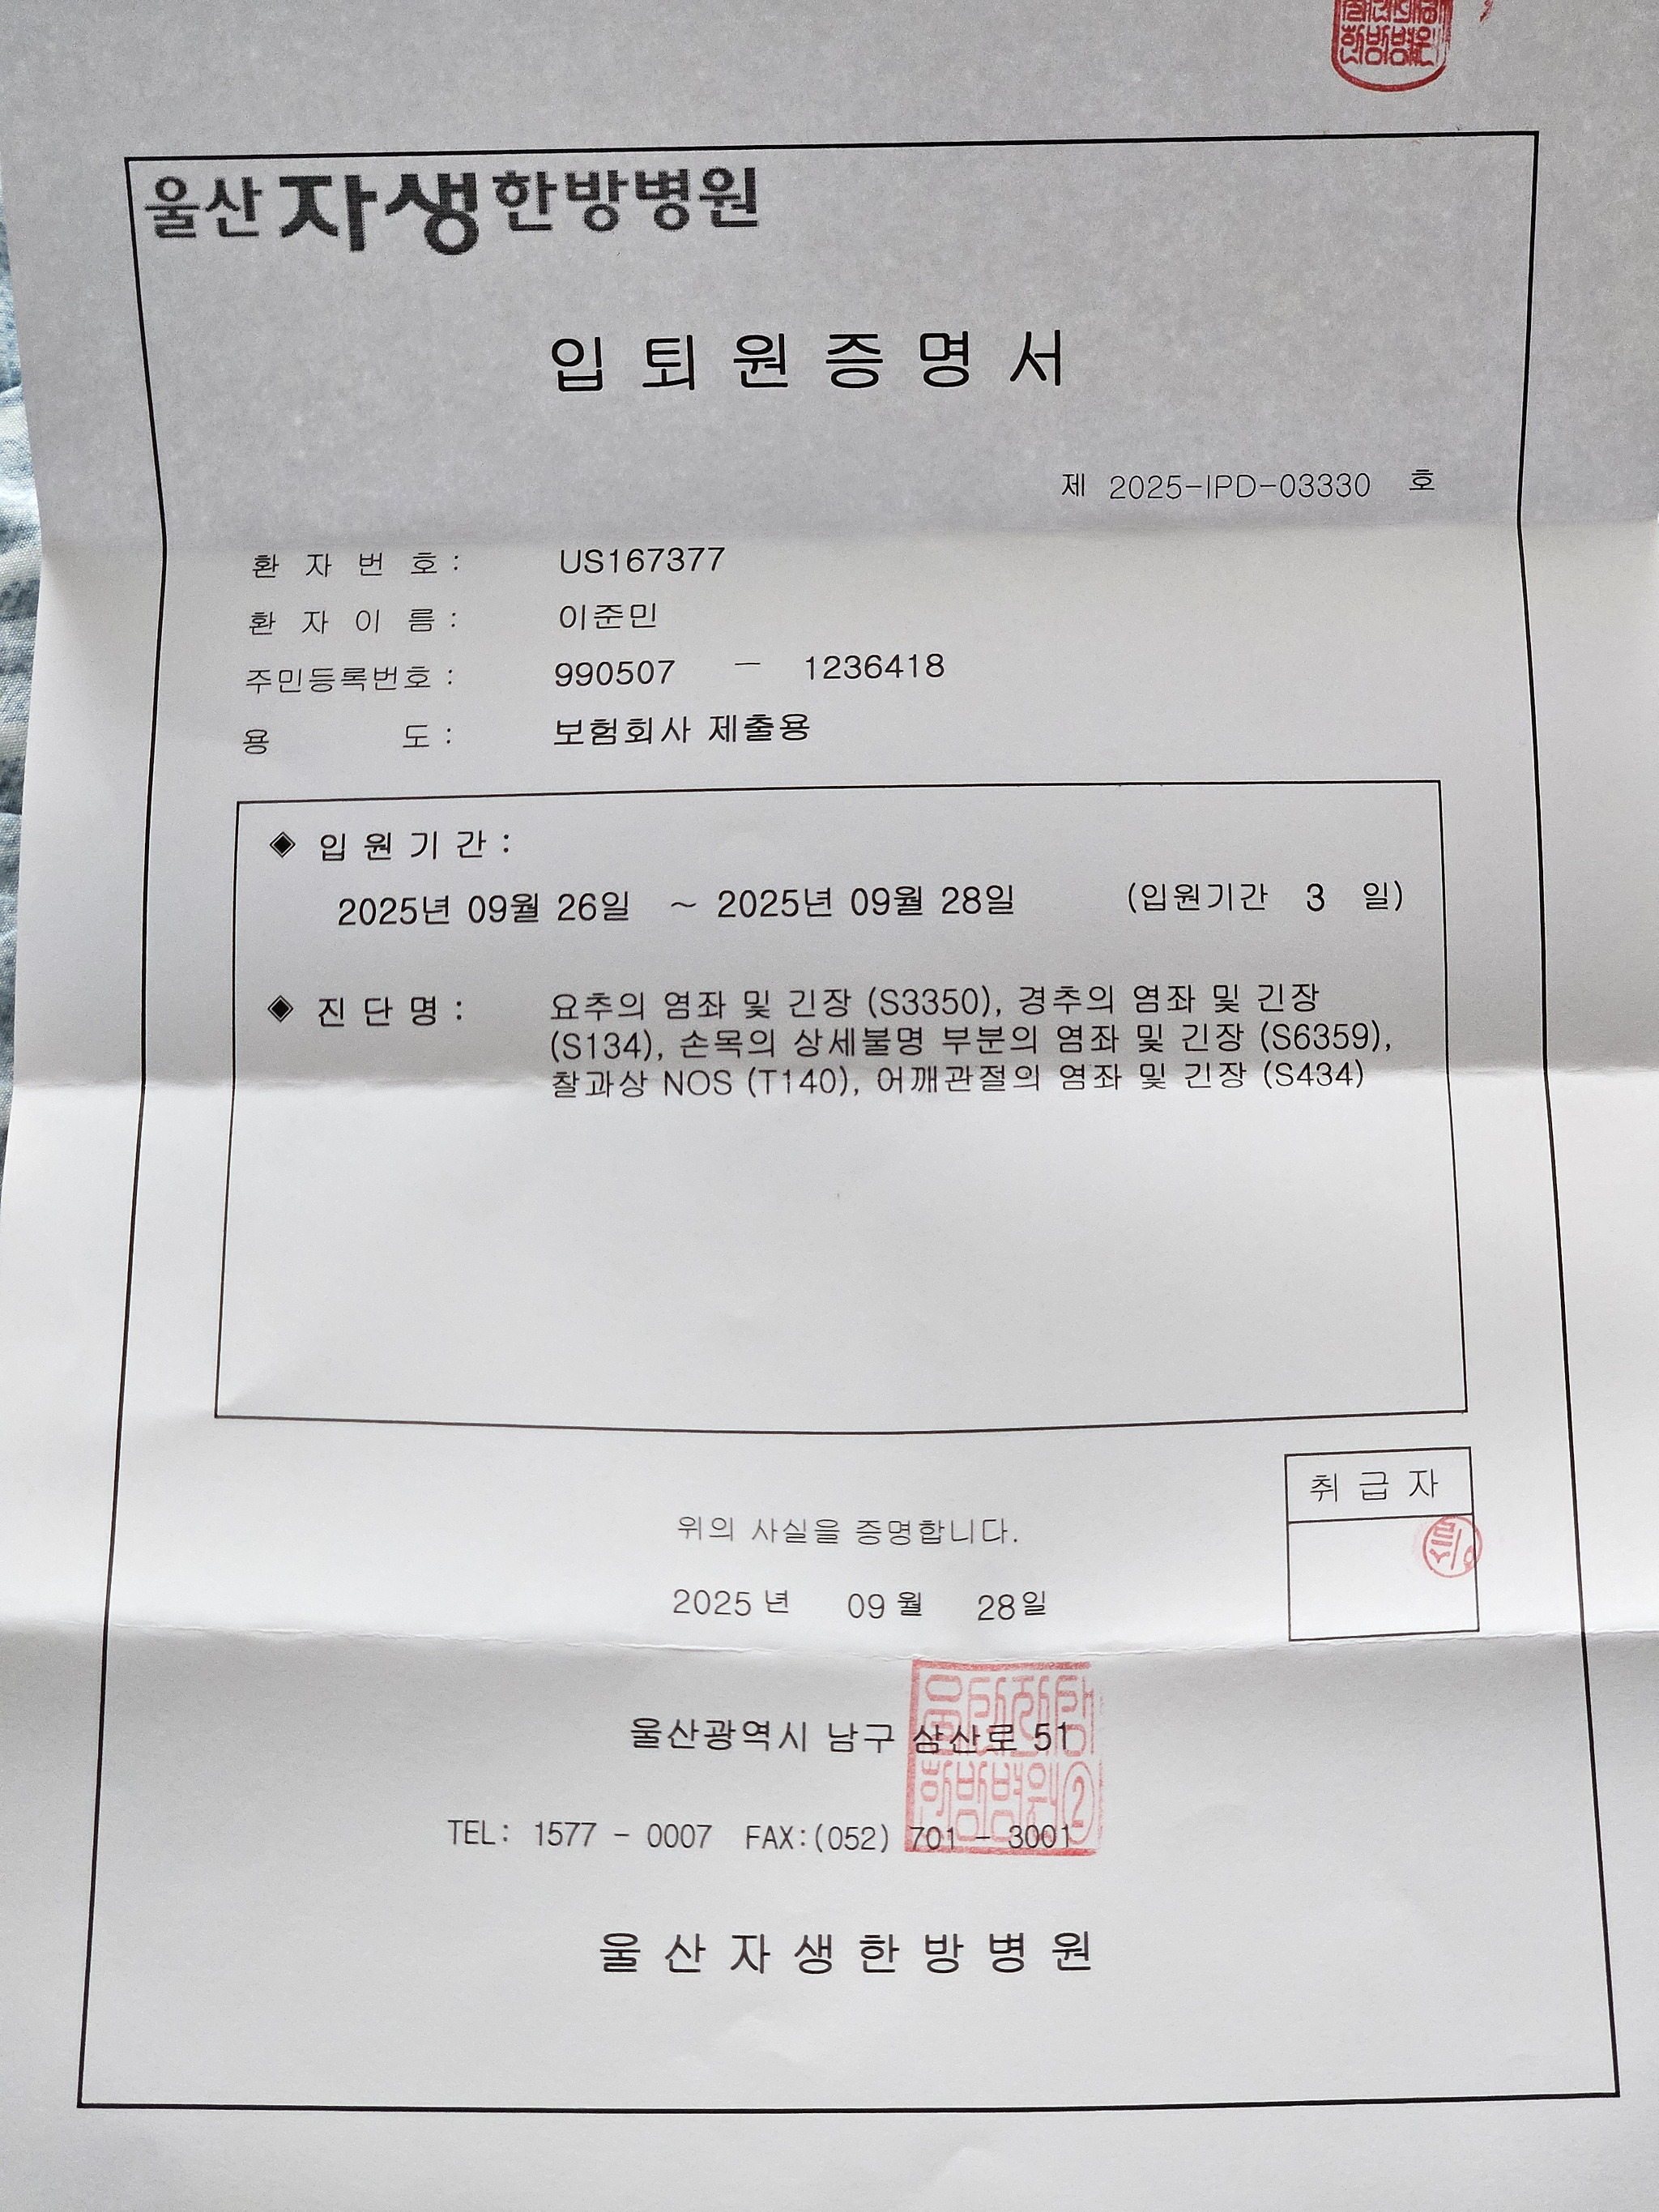 울산자생한방병원
입퇴원증명서
제 2025-IPD-03330 호
환자번호: US167377
환자이름: 이준민
주민등록번호: 990507 - 1236418
용도: 보험회사 제출용
◈ 입원기간:
2025년 09월 26일 ~ 2025년 09월 28일 (입원기간 3 일)
◈ 진단명: 요추의 염좌 및 긴장 (S3350), 경추의 염좌 및 긴장
(S134), 손목의 상세불명 부분의 염좌 및 긴장 (S6359),
찰과상 NOS (T140), 어깨관절의 염좌 및 긴장 (S434)
취급자
위의 사실을 증명합니다.
2025년 09월 28일
울산광역시 남구 삼산로 51
TEL: 1577 - 0007 FAX:(052) 701 - 3001
울산자생한방병원